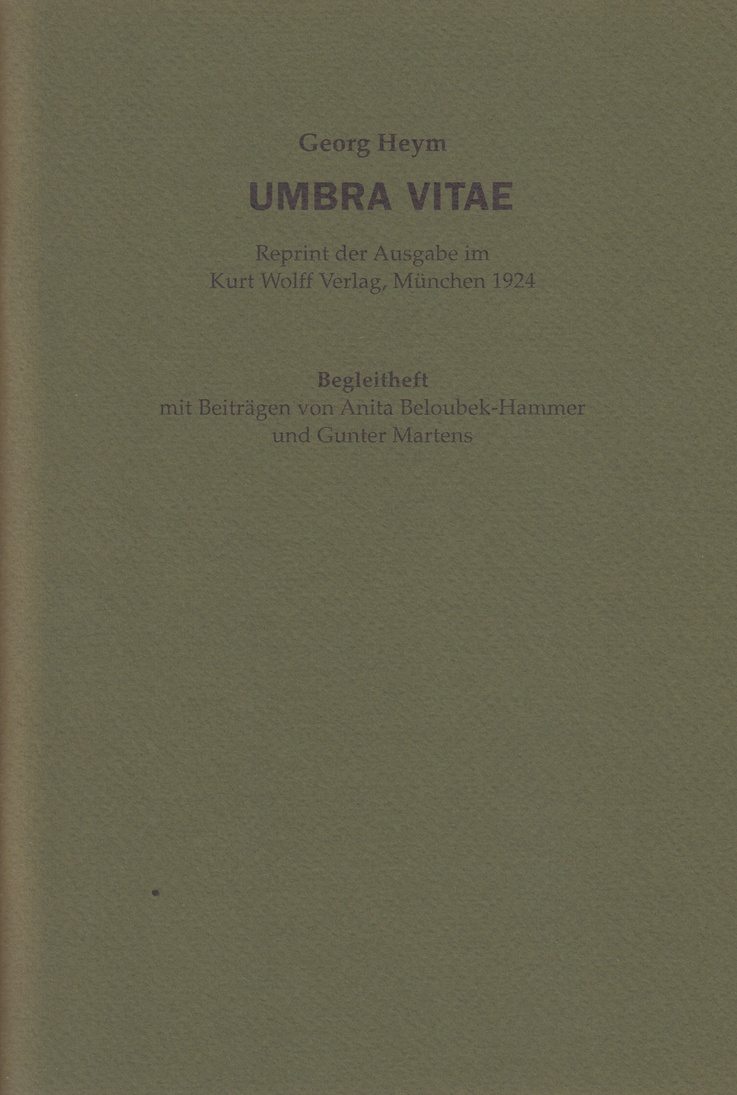 Georg Heym
UMBRA VITAE
Reprint der Ausgabe im
Kurt Wolff Verlag, München 1924
Begleitheft
mit Beiträgen von Anita Beloubek-Hammer
und Gunter Martens